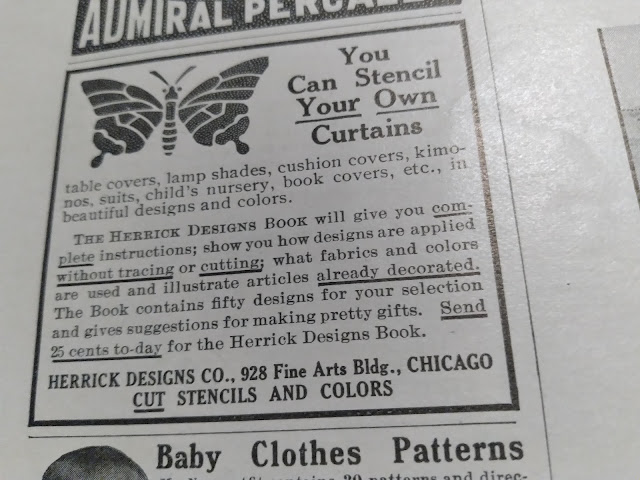 ADMIRAL
You
Can Stencil
Your Own
Curtains
table covers, lamp shades, cushion covers, kimo-
nos, suits, child's nursery, book covers, etc., in
beautiful designs and colors.
THE HERRICK DESIGNS BOOK will give you com-
plete instructions; show you how designs are applied
without tracing or cutting; what fabrics and colors
are used and illustrate articles already decorated.
The Book contains fifty designs for your selection
and gives suggestions for making pretty gifts. Send
25 cents to-day for the Herrick Designs Book.
HERRICK DESIGNS CO., 928 Fine Arts Bldg., CHICAGO
CUT STENCILS AND COLORS
Baby Clothes Patterns
contains 30 patterns and direc-